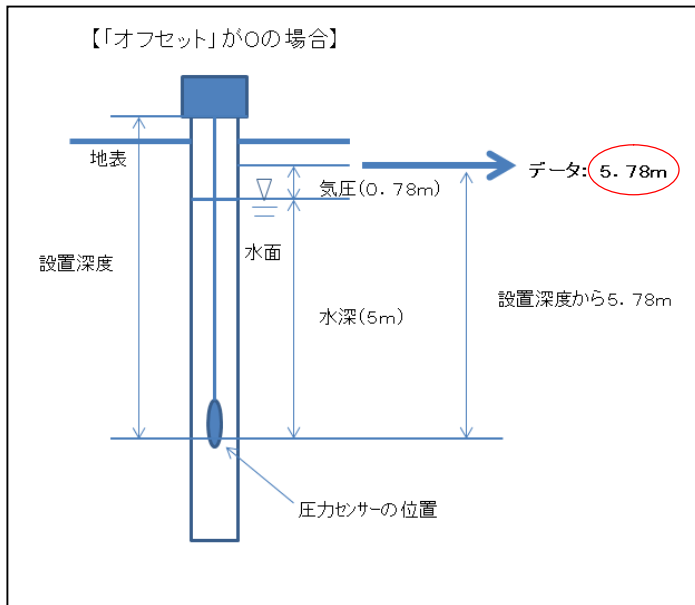 【「オフセット」が0の場合】
地表
気圧(0.78m)
データ: 5.78m
設置深度
水面
水深(5m)
設置深度から5.78m
圧力センサーの位置